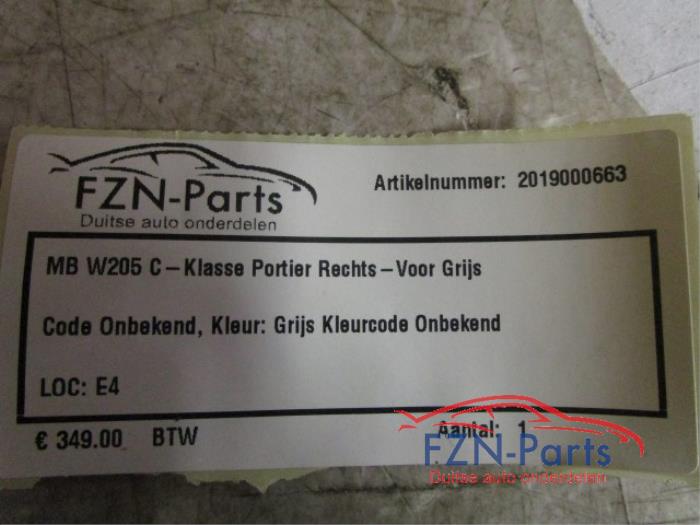 FZN-Parts
Duitse auto onderdelen
Artikelnummer: 2019000663
MB W205 C-Klasse Portier Rechts-Voor Grijs
Code Onbekend, Kleur: Grijs Kleurcode Onbekend
LOC: E4
€ 349.00 BTW
Aantal: 1
FZN-Parts
Duitse auto onderdelen